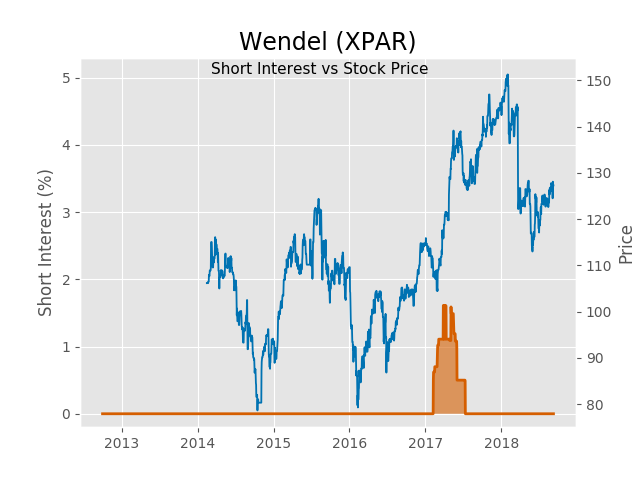 Wendel (XPAR)
Short Interest vs Stock Price
Short Interest (%)
5
4
3
2
1
0
150
140
130
120
110
100
90
80
Price
2013 2014 2015 2016 2017 2018